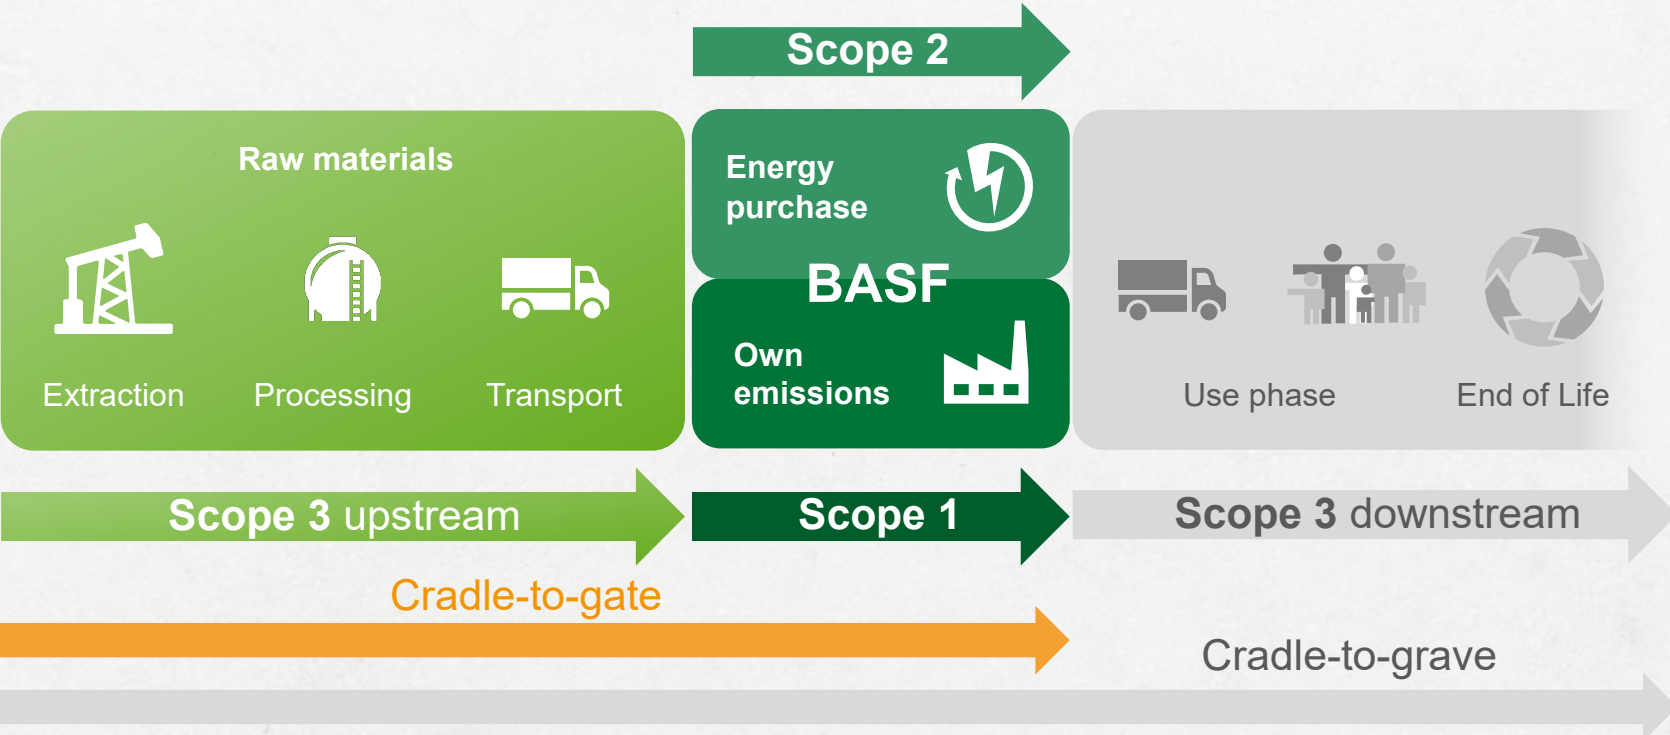 Scope 2
Raw materials
Extraction
Processing
Transport
Energy
purchase
BASF
Own
emissions
Use phase
End of Life
Scope 3 upstream
Scope 1
Scope 3 downstream
Cradle-to-gate
Cradle-to-grave